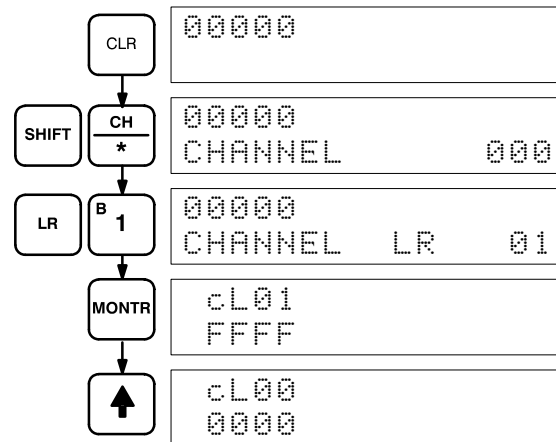 CLR
00000
SHIFT
CH
*
00000
CHANNEL 000
LR
B
1
00000
CHANNEL LR 01
MONTR
cL01
FFFF
cL00
0000